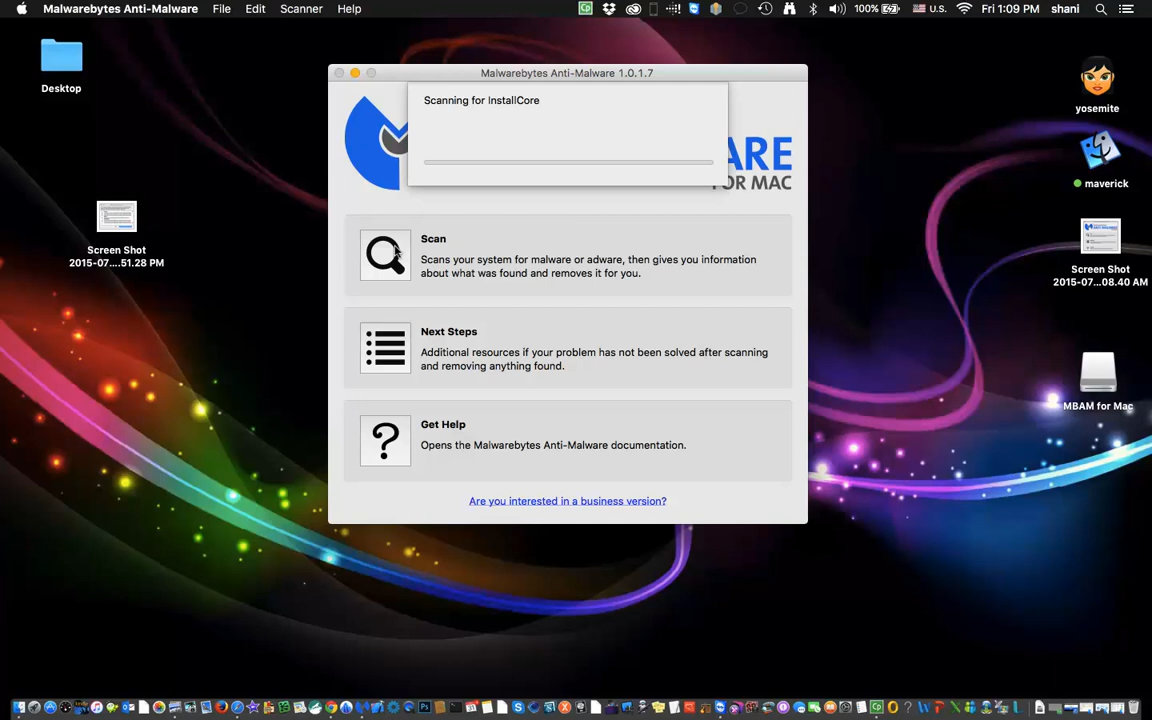 Malwarebytes Anti-Malware File Edit Scanner Help 100% U.S. Fri 1:09 PM shani
Desktop
Malwarebytes Anti-Malware 1.0.1.7
Scanning for InstallCore
ARE
FOR MAC
yosemite
maverick
Screen Shot
2015-07....51.28 PM
Scan
Scans your system for malware or adware, then gives you information
about what was found and removes it for you.
Screen Shot
2015-07....08.40 AM
Next Steps
Additional resources if your problem has not been solved after scanning
and removing anything found.
MBAM for Mac
Get Help
Opens the Malwarebytes Anti-Malware documentation.
Are you interested in a business version?